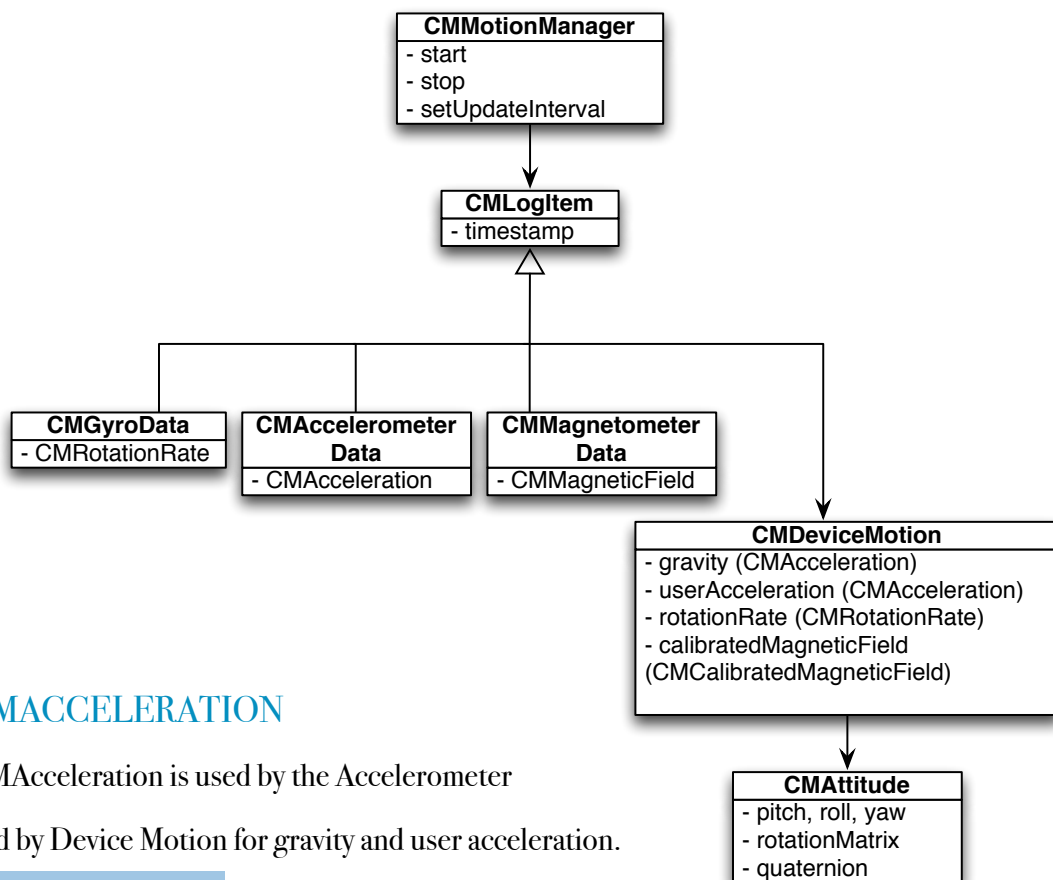 CMMotionManager
- start
- stop
- setUpdateInterval
CMLogItem
- timestamp
CMGyroData
- CMRotationRate
CMAccelerometer
Data
- CMAcceleration
CMMagnetometer
Data
- CMMagneticField
CMDeviceMotion
- gravity (CMAcceleration)
- userAcceleration (CMAcceleration)
- rotationRate (CMRotationRate)
- calibratedMagneticField
(CMCalibratedMagneticField)
MACCELERATION
MAcceleration is used by the Accelerometer
d by Device Motion for gravity and user acceleration.
CMAttitude
- pitch, roll, yaw
- rotationMatrix
- quaternion